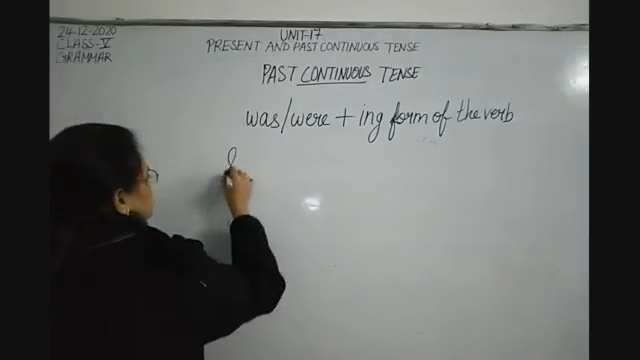 24-12-2020
CLASS-V
GRAMMAR
UNIT-17
PRESENT AND PAST CONTINUOUS TENSE
PAST CONTINUOUS TENSE
was/were + ing form of the verb